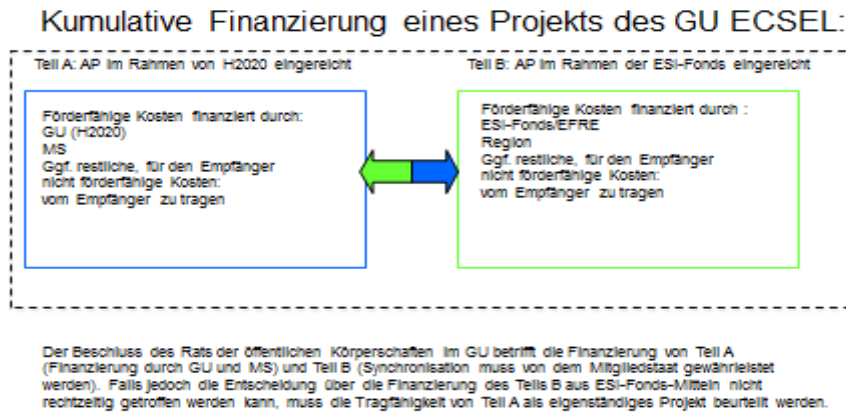 Kumulative Finanzierung eines Projekts des GU ECSEL:
Teil A: AP im Rahmen von H2020 eingereicht
Teil B: AP im Rahmen der ESI-Fonds eingereicht
Förderfähige Kosten finanziert durch:
GU (H2020)
MS
Ggf. restliche, für den Empfänger
nicht förderfähige Kosten:
vom Empfänger zu tragen
Förderfähige Kosten finanziert durch :
ESI-Fonds/EFRE
Region
Ggf. restliche, für den Empfänger
nicht förderfähige Kosten:
vom Empfänger zu tragen
Der Beschluss des Rats der öffentlichen Körperschaften im GU betrifft die Finanzierung von Teil A
(Finanzierung durch GU und MS) und Teil B (Synchronisation muss von dem Mitgliedstaat gewährleistet
werden). Falls jedoch die Entscheidung über die Finanzierung des Teils B aus ESI-Fonds-Mitteln nicht
rechtzeitig getroffen werden kann, muss die Tragfähigkeit von Teil A als eigenständiges Projekt beurteilt werden.